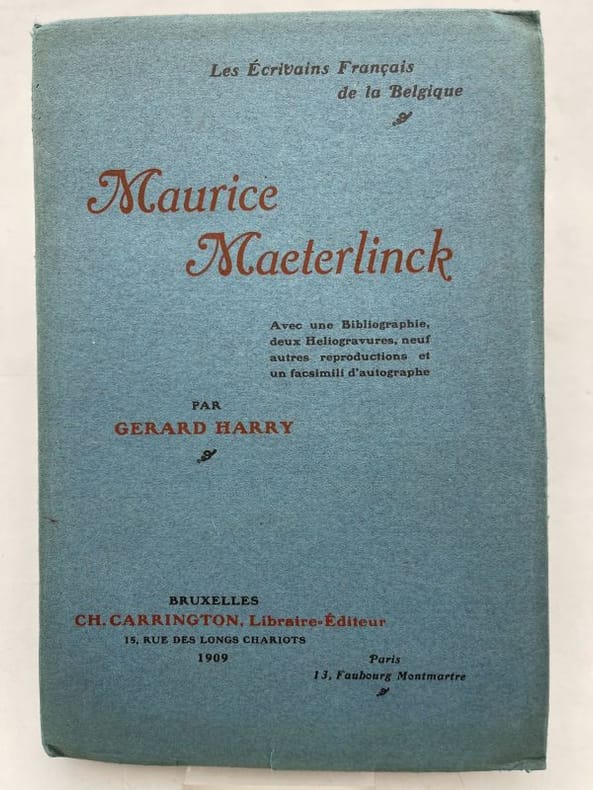 Les Écrivains Français
de la Belgique
Maurice
Maeterlinck
Avec une Bibliographie,
deux Heliogravures, neuf
autres reproductions et
un facsimili d'autographe
PAR
GERARD HARRY
BRUXELLES
CH. CARRINGTON, Libraire-Éditeur
15, RUE DES LONGS CHARIOTS
1909
Paris
13, Faubourg Montmartre